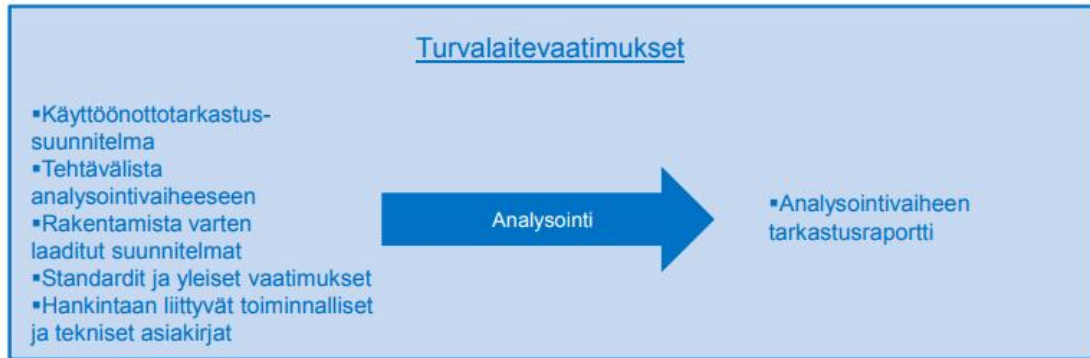 Turvalaitevaatimukset
▪Käyttöönottotarkastus-
suunnitelma
▪Tehtävälista
analysointivaiheeseen
▪Rakentamista varten
laaditut suunnitelmat
▪Standardit ja yleiset vaatimukset
▪Hankintaan liittyvät toiminnalliset
ja tekniset asiakirjat
Analysointi
▪Analysointivaiheen
tarkastusraportti